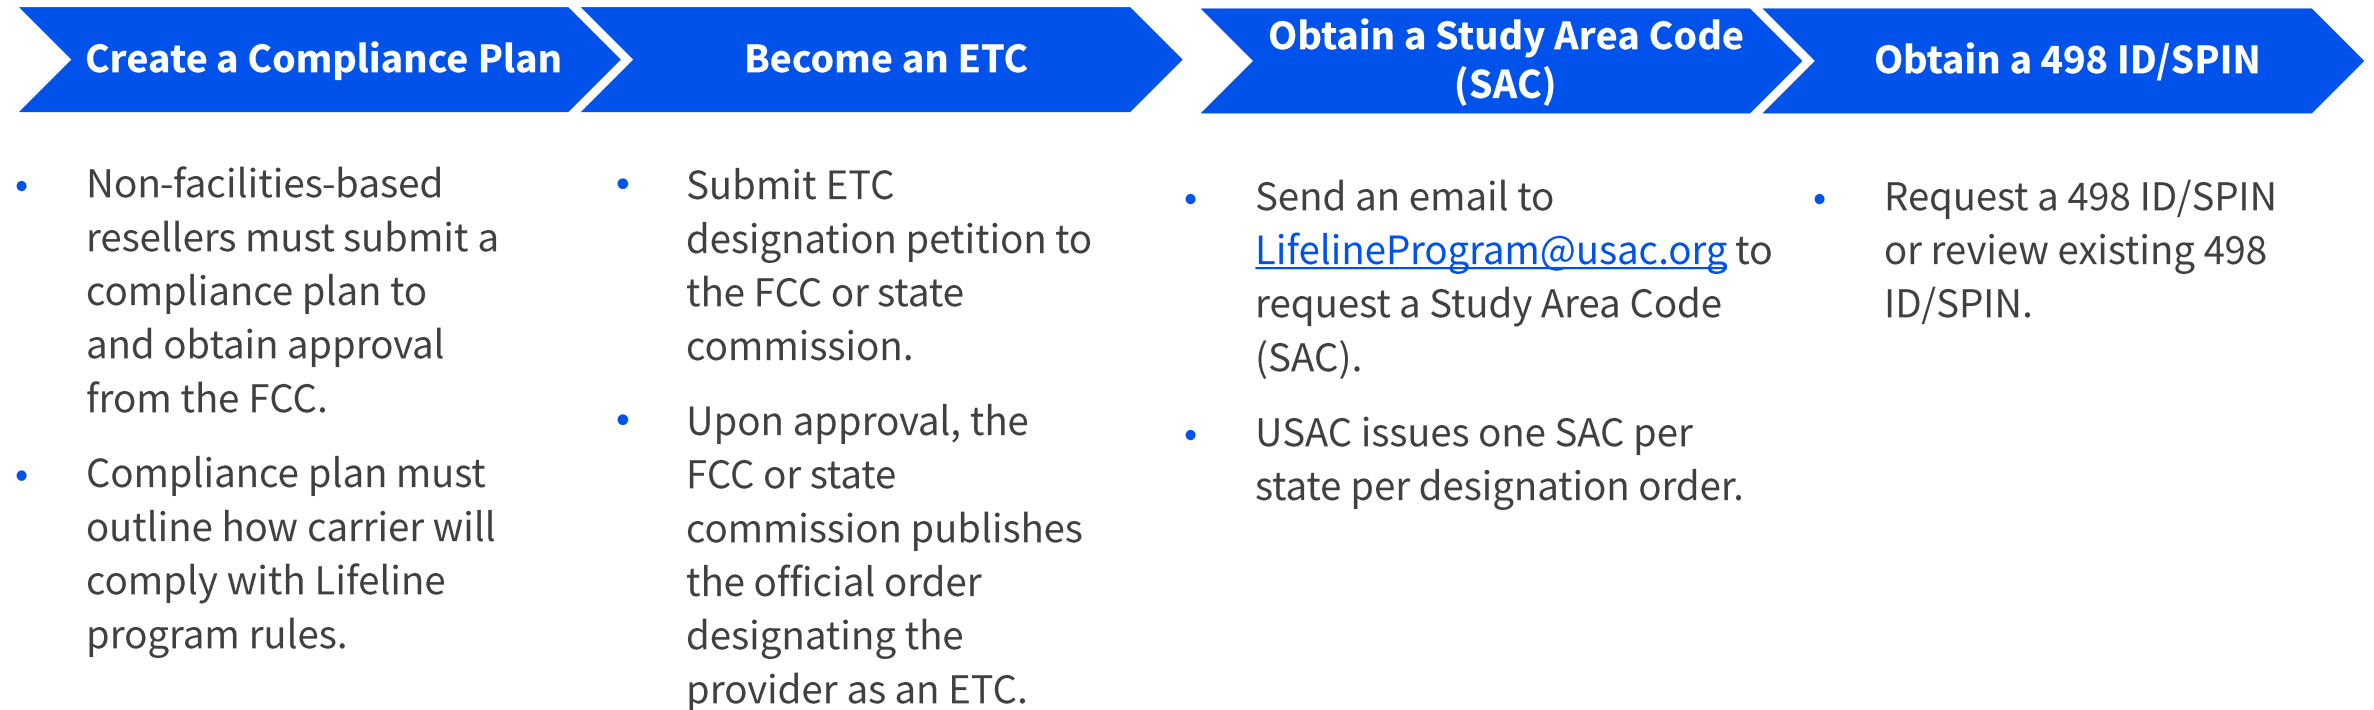 Create a Compliance Plan
Become an ETC
Obtain a Study Area Code
(SAC)
Obtain a 498 ID/SPIN
• Non-facilities-based
resellers must submit a
compliance plan to
and obtain approval
from the FCC.
• Compliance plan must
outline how carrier will
comply with Lifeline
program rules.
• Submit ETC
designation petition to
the FCC or state
commission.
• Upon approval, the
FCC or state
commission publishes
the official order
designating the
provider as an ETC.
• Send an email to
LifelineProgram@usac.org to
request a Study Area Code
(SAC).
• USAC issues one SAC per
state per designation order.
• Request a 498 ID/SPIN
or review existing 498
ID/SPIN.